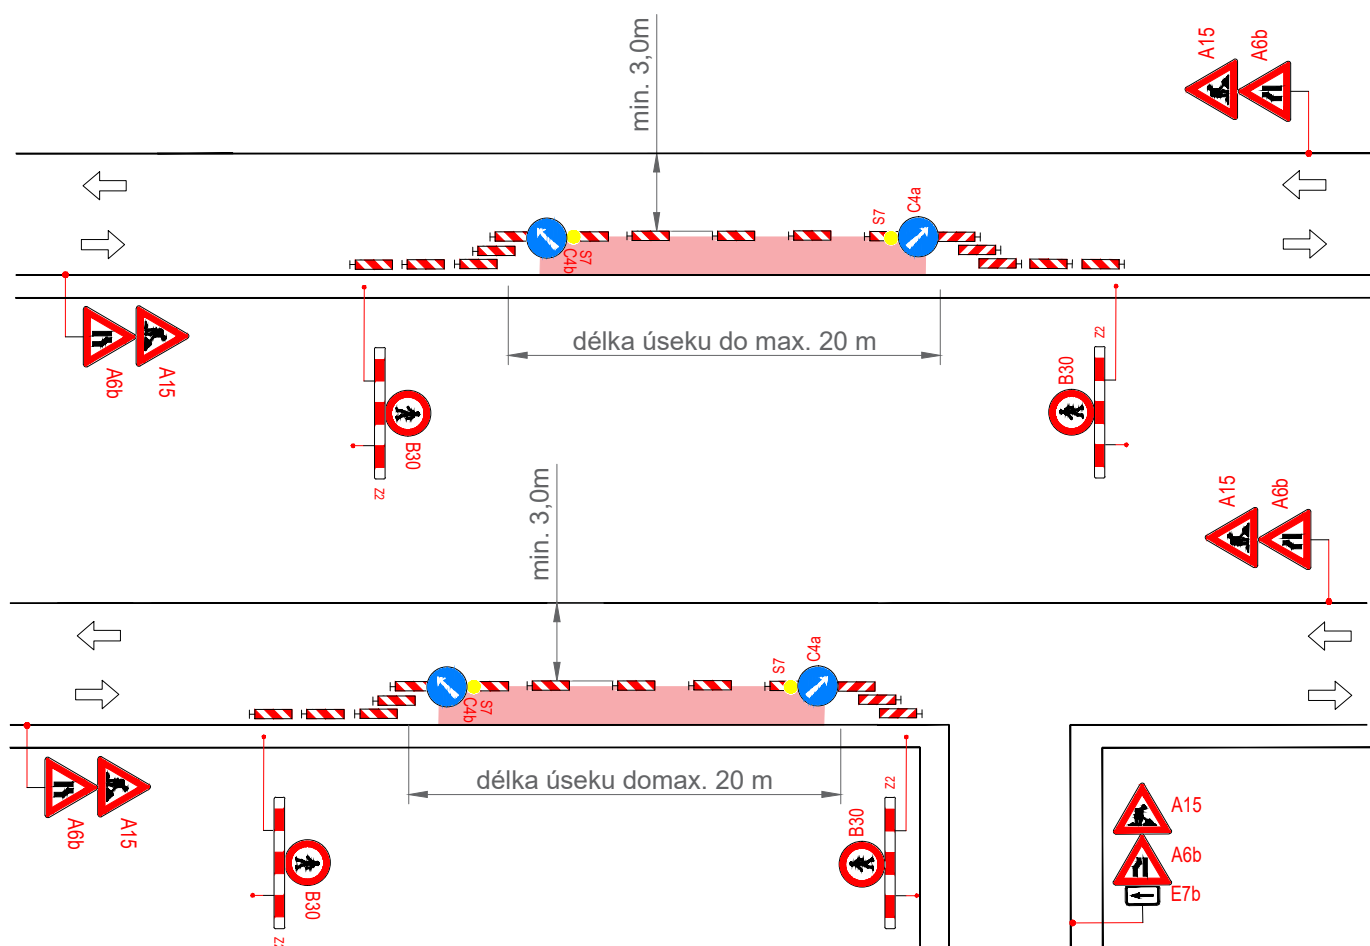 min. 3,0m
A15
A6b
S7
C4a
S7
C4b
délka úseku do max. 20 m
A6b
A15
B30
Z2
Z2
B30
min. 3,0m
A15
A6b
S7
C4a
S7
C4b
délka úseku domax. 20 m
A6b
A15
B30
Z2
B30
A15
A6b
E7b